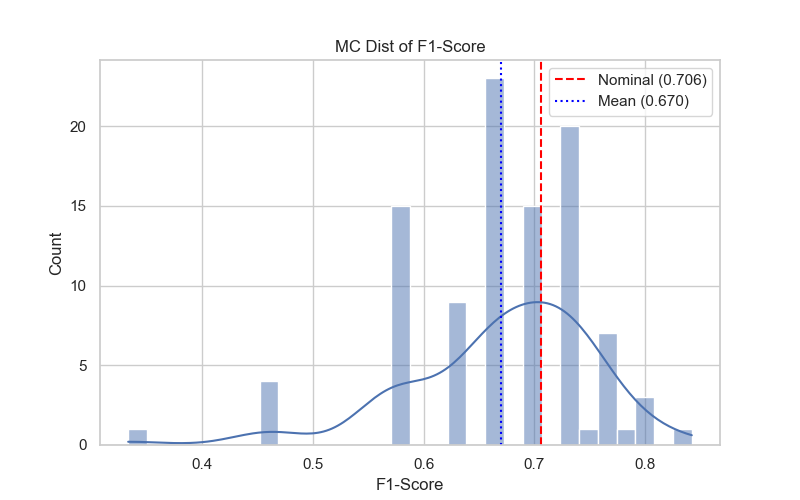 MC Dist of F1-Score
Nominal (0.706)
Mean (0.670)
Count
20
15
10
5
0
0.4 0.5 0.6 0.7 0.8
F1-Score